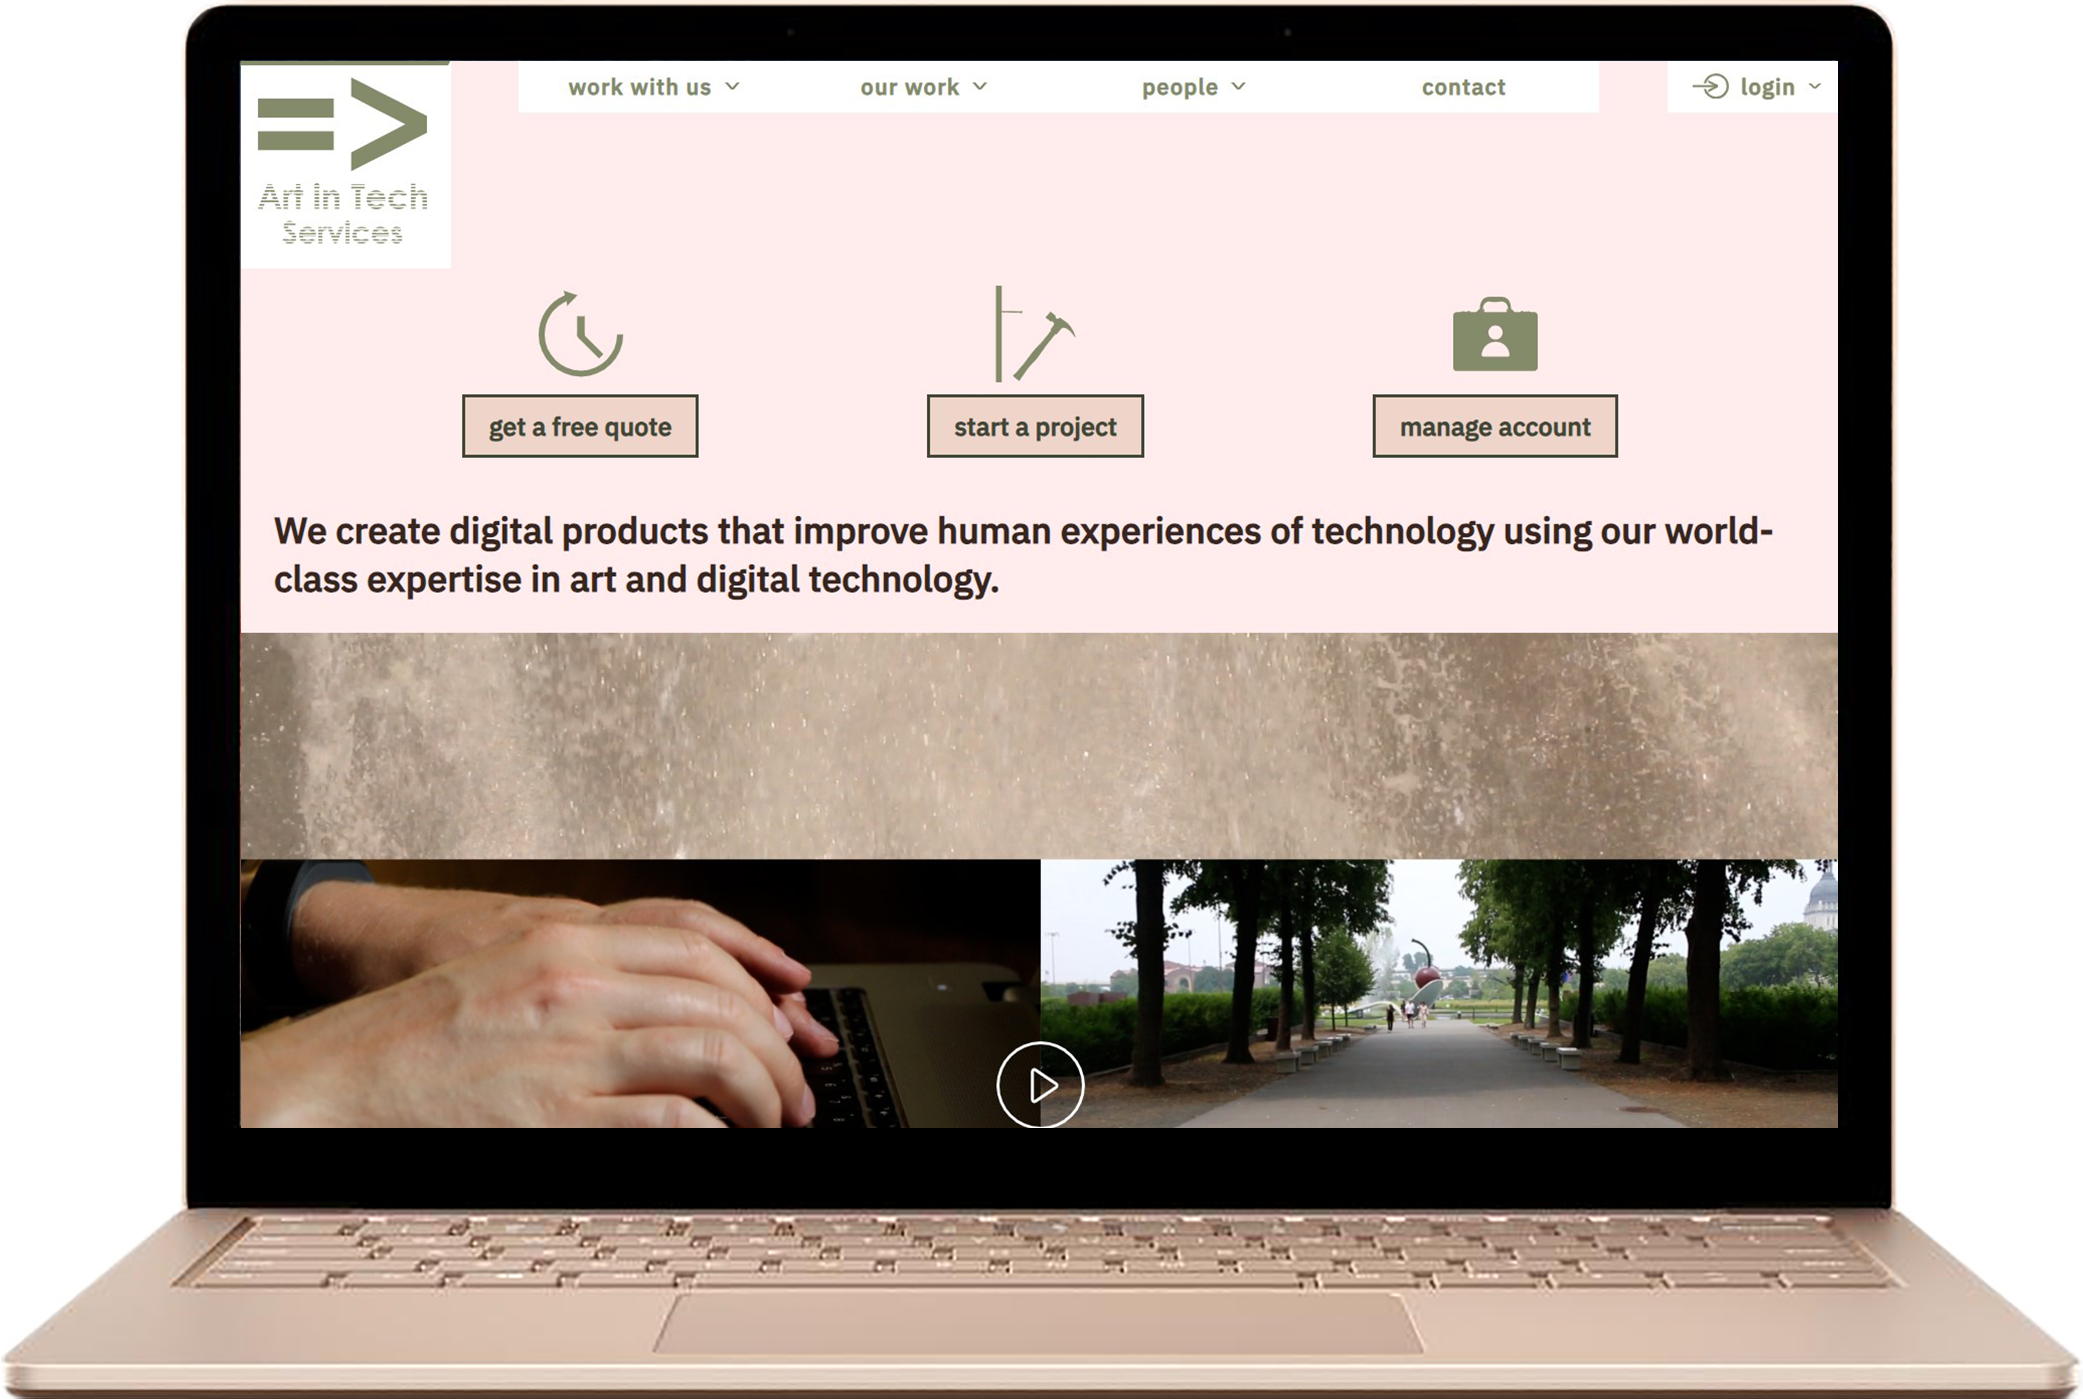 work with us
our work
people
contact
login
=>
Art in Tech
Services
get a free quote
start a project
manage account
We create digital products that improve human experiences of technology using our world-
class expertise in art and digital technology.